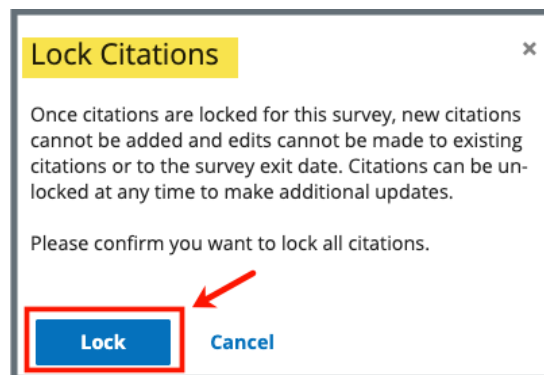 Lock Citations
×
Once citations are locked for this survey, new citations
cannot be added and edits cannot be made to existing
citations or to the survey exit date. Citations can be un-
locked at any time to make additional updates.
Please confirm you want to lock all citations.
Lock Cancel